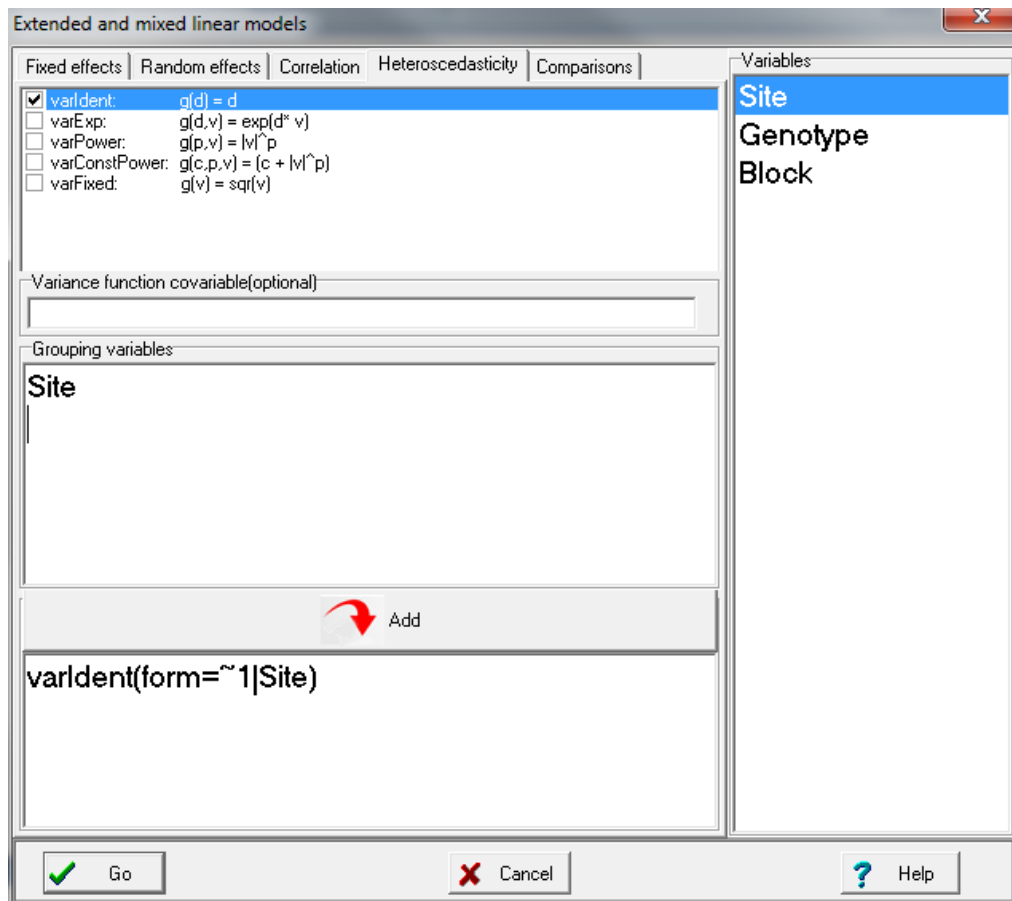 Extended and mixed linear models
X
Fixed effects Random effects Correlation Heteroscedasticity Comparisons
varIdent: g(d) = d
varExp: g(d,v) = exp(d* v)
varPower: g(p,v) = |v|^p
varConstPower: g(c,p,v) = (c + |v|^p)
varFixed: g(v) = sqr(v)
Variance function covariable(optional)
Grouping variables
Site
Add
varIdent(form=~1|Site)
Variables
Site
Genotype
Block
Go Cancel ? Help